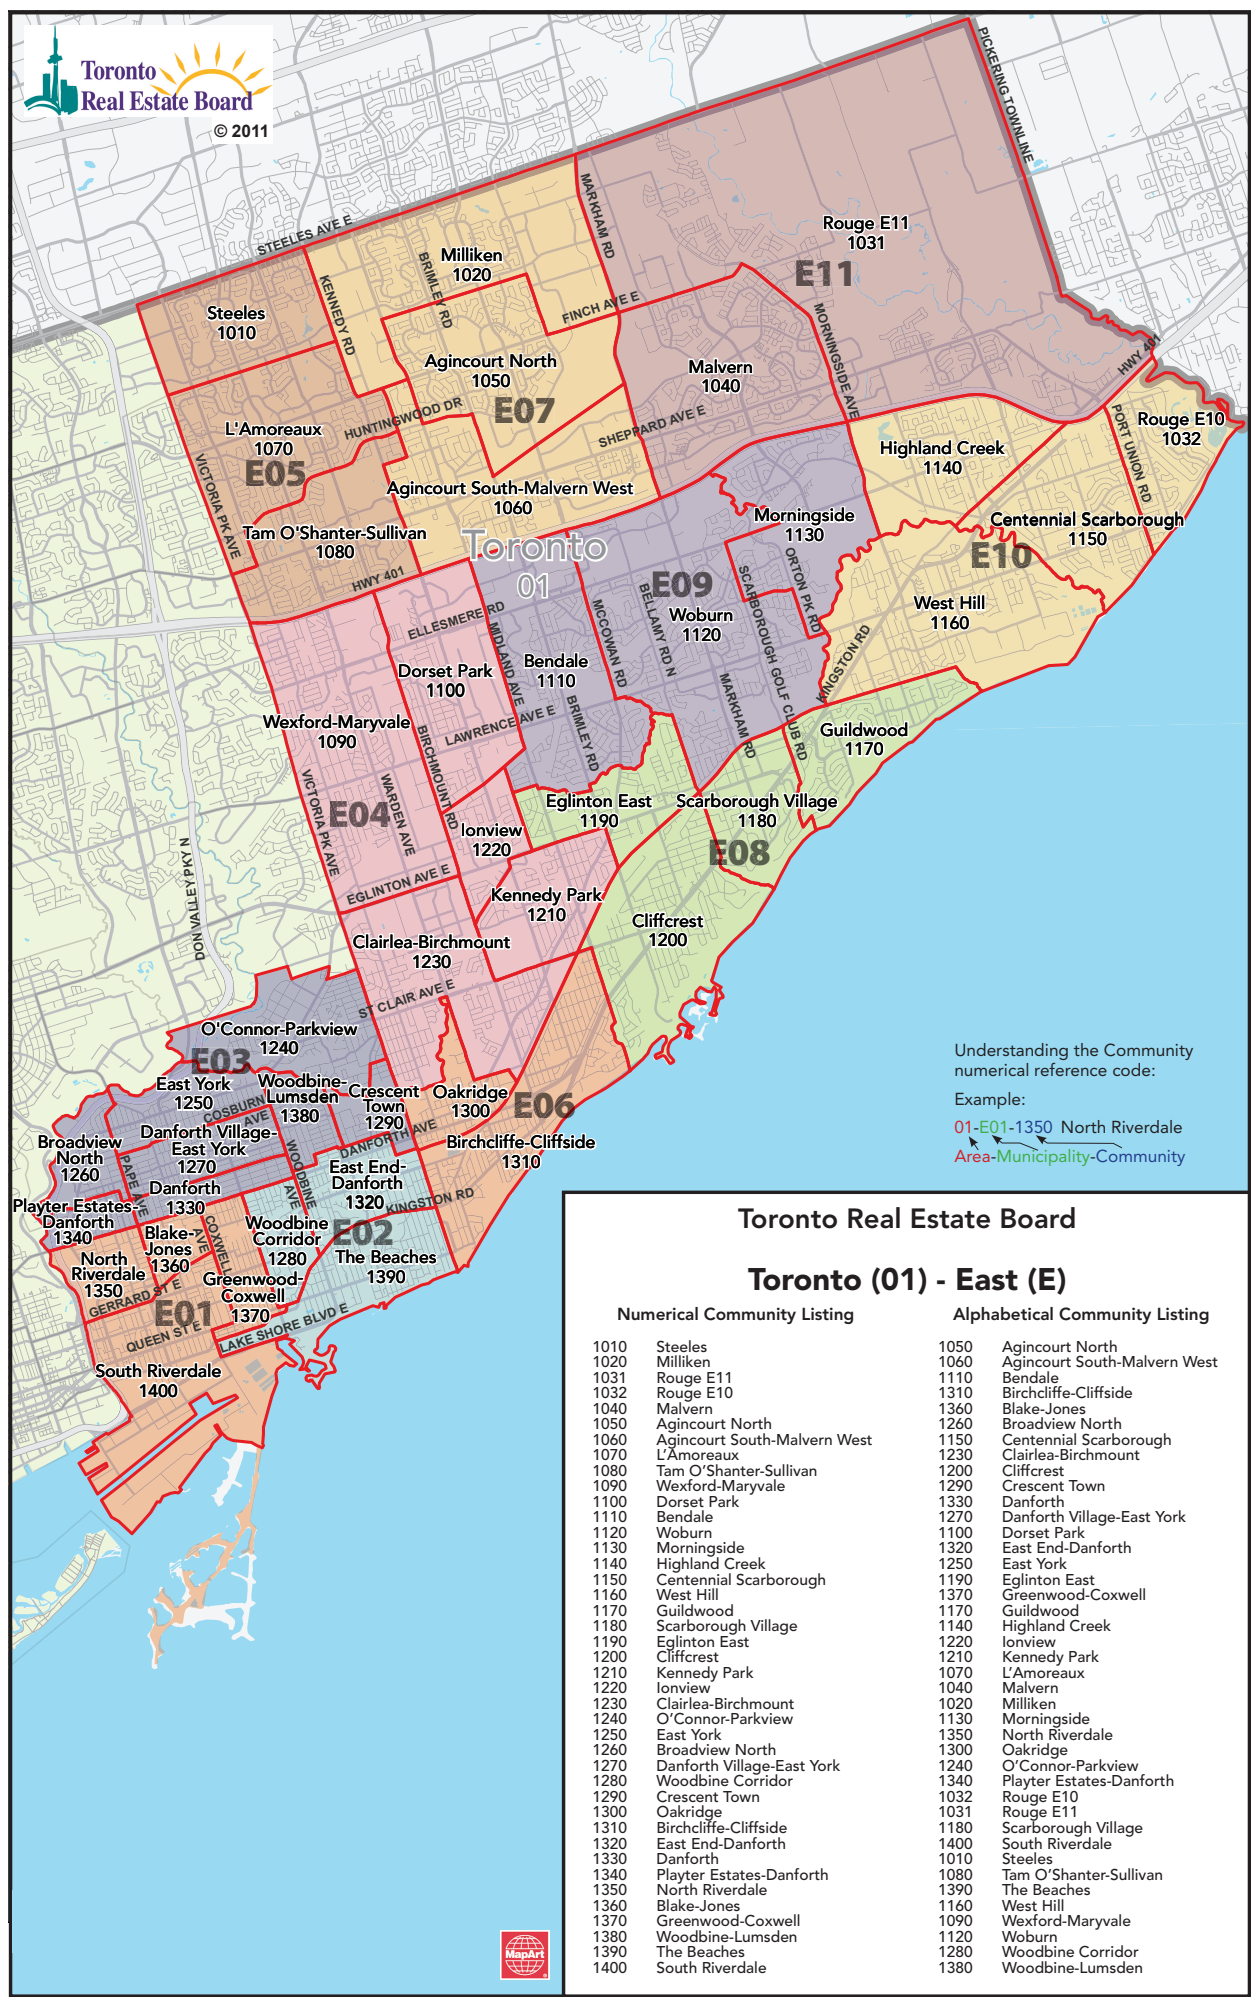 Toronto
Real Estate Board
© 2011
PICKERING TOWNLINE
MARKHAM RD
STEELES AVE E
Rouge E11
1031
E11
Milliken
1020
BRIMLEY RD
KENNEDY RD
FINCH AVE E
MORNINGSIDE AVE
Steeles
1010
HWY 401
Agincourt North
1050
Malvern
1040
E07
HUNTINGWOOD DR
SHEPPARD AVE E
PORT UNION RD
Rouge E10
1032
L'Amoreaux
1070
E05
VICTORIA PK AVE
Highland Creek
1140
Agincourt South-Malvern West
1060
Morningside
1130
Centennial Scarborough
1150
Tam O'Shanter-Sullivan
1080
Toronto
01
E10
HWY 401
E09
ORTON PK RD
SCARBOROUGH GOLF CLUB RD
ELLESMERE RD
MIDLAND AVE
MCCOWAN RD
BELLAMY RD N
Woburn
1120
West Hill
1160
KINGSTON RD
Dorset Park
1100
Bendale
1110
BRIMLEY RD
MARKHAM RD
LAWRENCE AVE E
Wexford-Maryvale
1090
BIRCHMOUNT RD
Guildwood
1170
VICTORIA PK AVE
WARDEN AVE
E04
Eglinton East
1190
Scarborough Village
1180
Ionview
1220
E08
DON VALLEY PKY N
EGLINTON AVE E
Kennedy Park
1210
Cliffcrest
1200
Clairlea-Birchmount
1230
ST CLAIR AVE E
O'Connor-Parkview
1240
E03
East York
1250
Woodbine-
Lumsden
1380
Crescent
Town
1290
Oakridge
1300
E06
COSBURN
AVE
Broadview
North
1260
Danforth Village-
East York
1270
DANFORTH AVE
Birchcliffe-Cliffside
1310
PAPE AVE
WOODBINE
AVE
East End-
Danforth
1320
Danforth
1330
KINGSTON RD
Playter Estates-
Danforth
1340
COXWELL
AVE
Blake-
Jones
1360
Woodbine
Corridor
1280
E02
The Beaches
1390
North
Riverdale
1350
Greenwood-
Coxwell
1370
GERRARD ST E
E01
QUEEN ST E
LAKE SHORE BLVD E
South Riverdale
1400
Understanding the Community
numerical reference code:
Example:
01-E01-1350 North Riverdale
Area-Municipality-Community
Toronto Real Estate Board
Toronto (01) - East (E)
Numerical Community Listing
1010 Steeles
1020 Milliken
1031 Rouge E11
1032 Rouge E10
1040 Malvern
1050 Agincourt North
1060 Agincourt South-Malvern West
1070 L'Amoreaux
1080 Tam O'Shanter-Sullivan
1090 Wexford-Maryvale
1100 Dorset Park
1110 Bendale
1120 Woburn
1130 Morningside
1140 Highland Creek
1150 Centennial Scarborough
1160 West Hill
1170 Guildwood
1180 Scarborough Village
1190 Eglinton East
1200 Cliffcrest
1210 Kennedy Park
1220 Ionview
1230 Clairlea-Birchmount
1240 O'Connor-Parkview
1250 East York
1260 Broadview North
1270 Danforth Village-East York
1280 Woodbine Corridor
1290 Crescent Town
1300 Oakridge
1310 Birchcliffe-Cliffside
1320 East End-Danforth
1330 Danforth
1340 Playter Estates-Danforth
1350 North Riverdale
1360 Blake-Jones
1370 Greenwood-Coxwell
1380 Woodbine-Lumsden
1390 The Beaches
1400 South Riverdale
Alphabetical Community Listing
1050 Agincourt North
1060 Agincourt South-Malvern West
1110 Bendale
1310 Birchcliffe-Cliffside
1360 Blake-Jones
1260 Broadview North
1150 Centennial Scarborough
1230 Clairlea-Birchmount
1200 Cliffcrest
1290 Crescent Town
1330 Danforth
1270 Danforth Village-East York
1100 Dorset Park
1320 East End-Danforth
1250 East York
1190 Eglinton East
1370 Greenwood-Coxwell
1170 Guildwood
1140 Highland Creek
1220 Ionview
1210 Kennedy Park
1070 L'Amoreaux
1040 Malvern
1020 Milliken
1130 Morningside
1350 North Riverdale
1300 Oakridge
1240 O'Connor-Parkview
1340 Playter Estates-Danforth
1032 Rouge E10
1031 Rouge E11
1180 Scarborough Village
1400 South Riverdale
1010 Steeles
1080 Tam O'Shanter-Sullivan
1390 The Beaches
1160 West Hill
1090 Wexford-Maryvale
1120 Woburn
1280 Woodbine Corridor
1380 Woodbine-Lumsden
MapArt